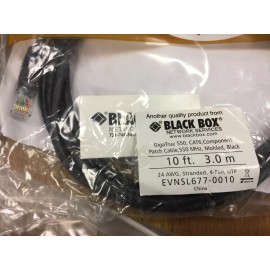 Another quality product from
BLACK BOX
NETWORK SERVICES
www.blackbox.com
GigaTrue 550, CAT6, Component
Patch Cable, 550 MHz, Molded, Black
10 ft. 3.0 m
24 AWG, Stranded, 4-Pair, UTP
EVNSL677-0010
China
BLACK BOX